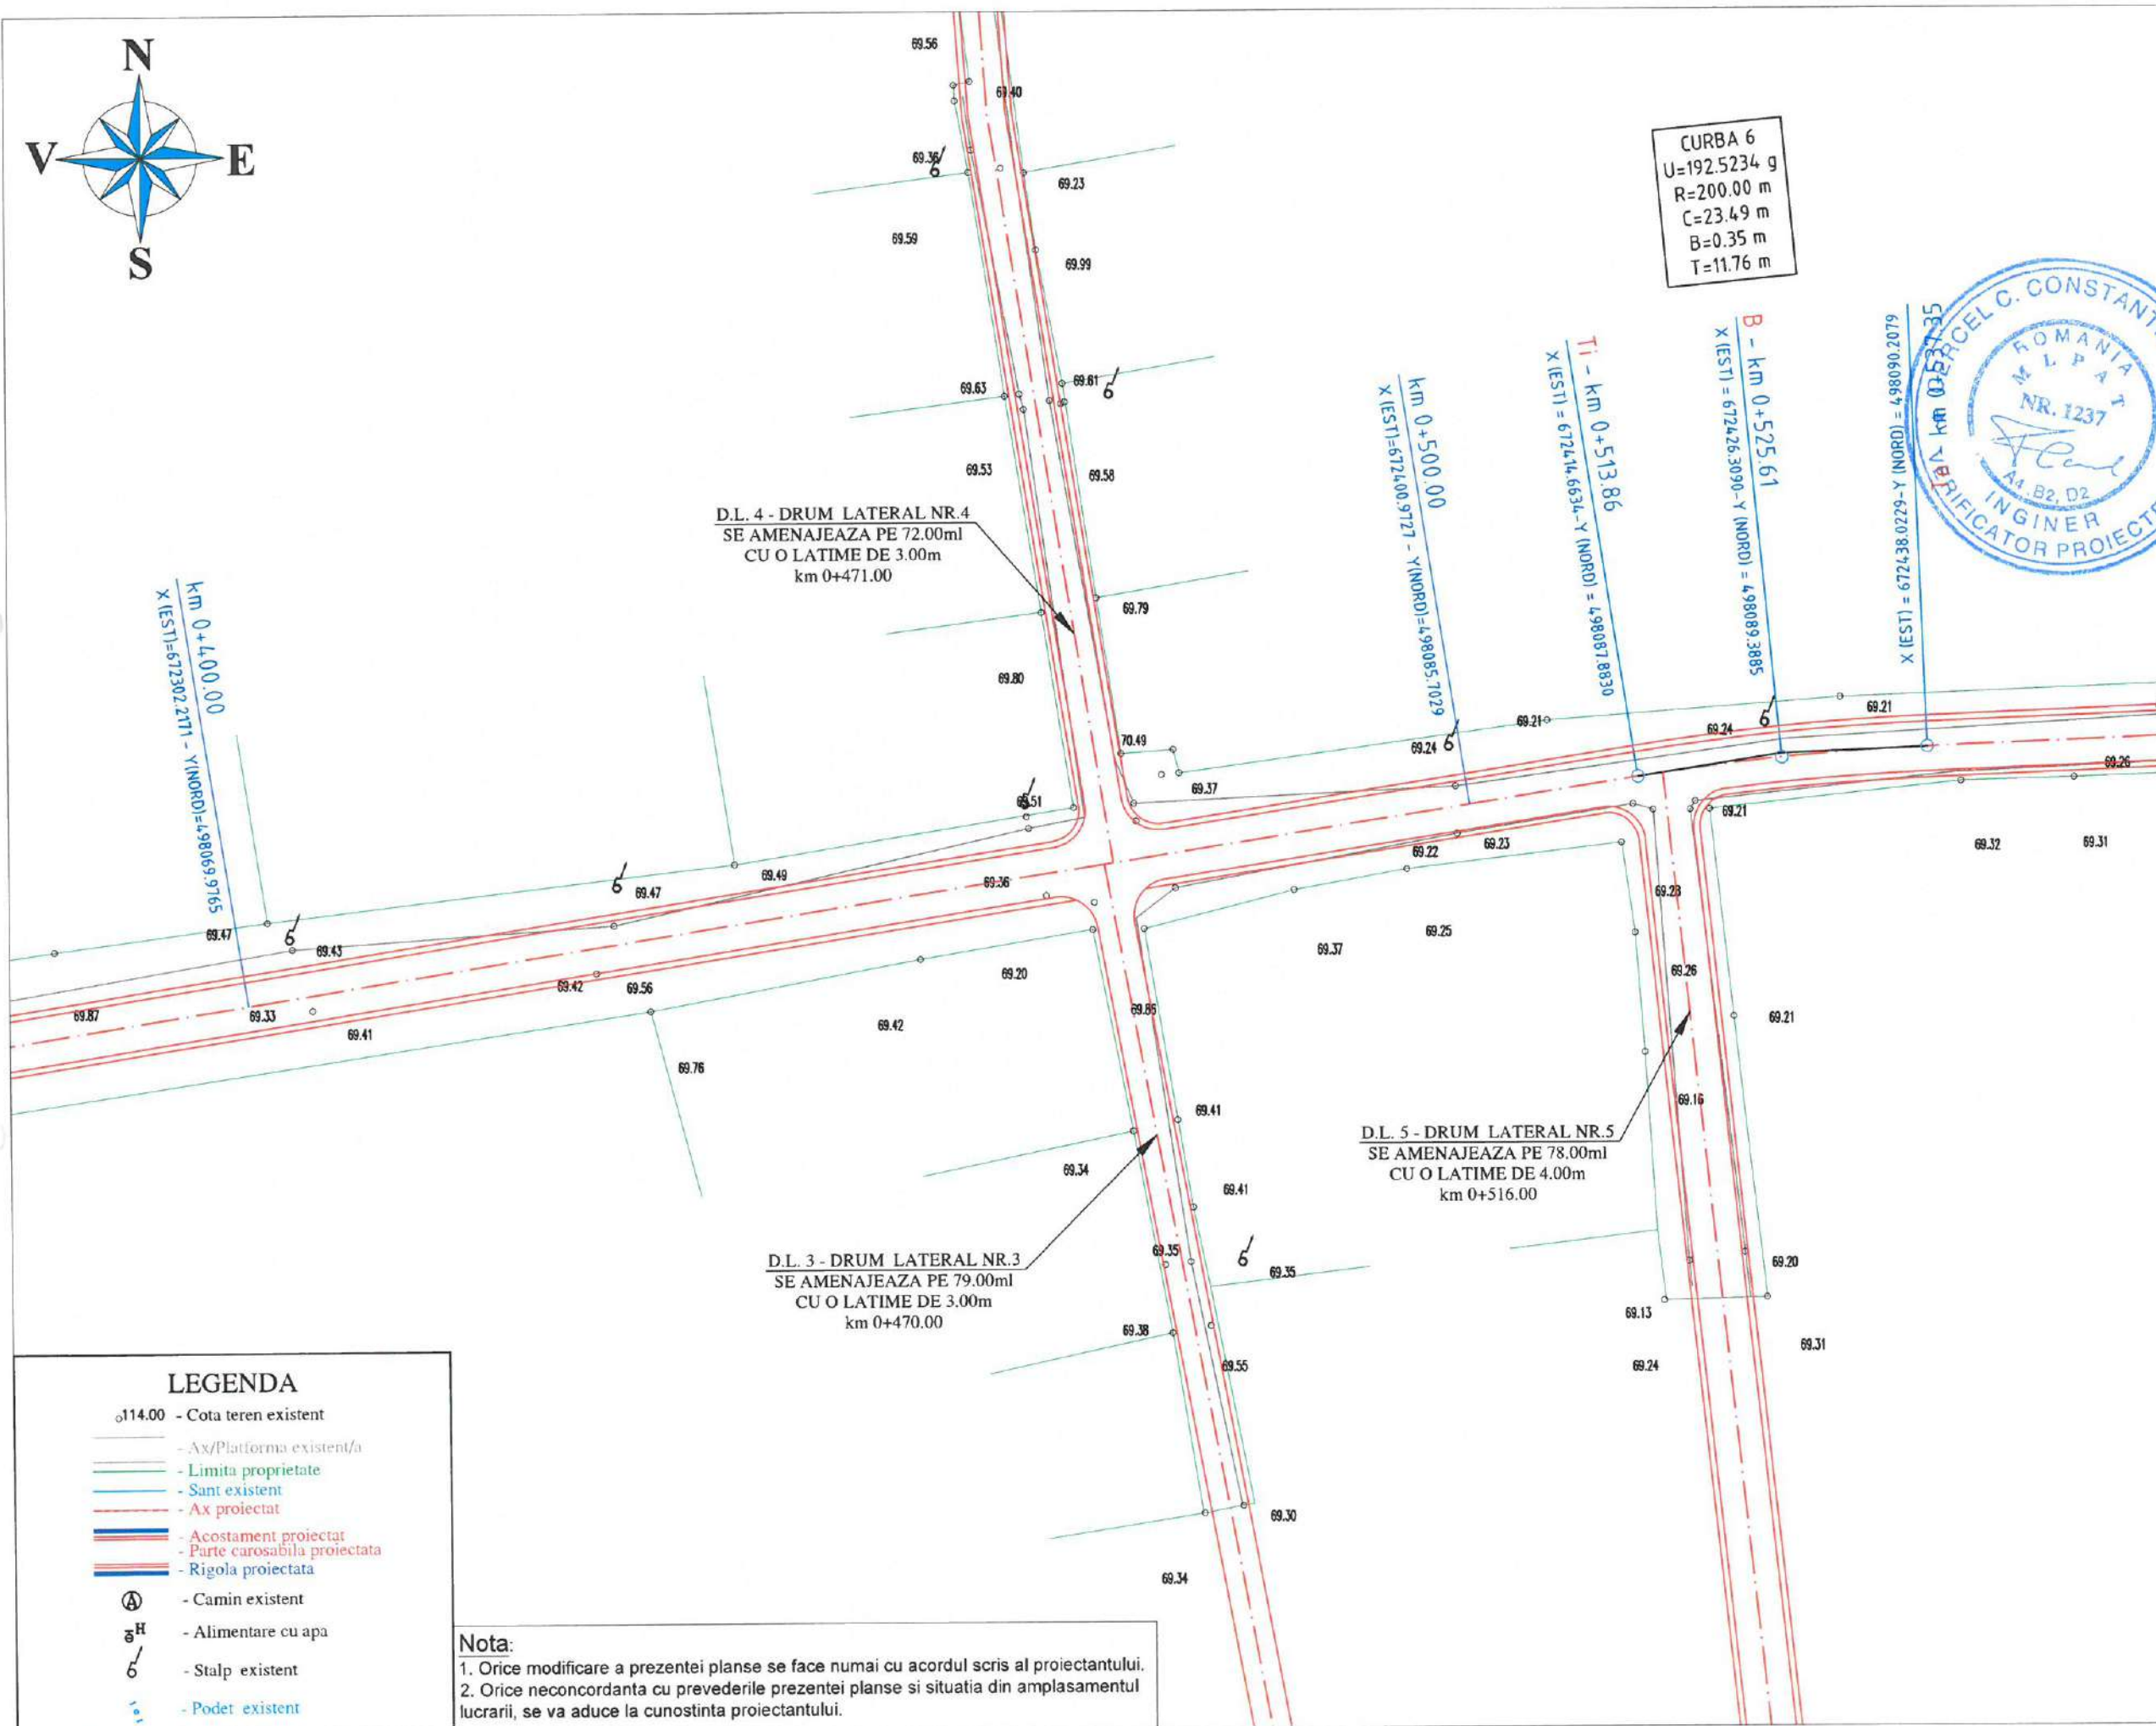 N
V
E
S
69.56
69.40
69.36
69.23
69.59
69.99
69.63
69.61
69.53
69.58
CURBA 6
U=192.5234 g
R=200.00 m
C=23.49 m
B=0.35 m
T=11.76 m
C. CONSTANT
ROMANIA
M L P A T
NR. 1237
A4, B2, D2
INGINER
VERIFICATOR PROIECTE
km 0+400.00
X (EST)=672302.2171 - Y(NORD)=498069.9765
km 0+500.00
X (EST)=672400.9727 - Y(NORD)=498085.7029
Ti - km 0+513.86
X (EST) = 672414.6634-Y (NORD) = 498087.8830
B - km 0+525.61
X (EST) = 672426.3090-Y (NORD) = 498089.3885
X (EST) = 672438.0229-Y (NORD) = 498090.2079
D.L. 4 - DRUM LATERAL NR.4
SE AMENAJEAZA PE 72.00ml
CU O LATIME DE 3.00m
km 0+471.00
69.79
69.80
70.49
69.37
69.24
69.21
69.24
69.21
69.26
69.51
69.21
69.32
69.31
69.23
69.22
69.36
69.49
69.47
69.47
69.43
69.25
69.37
69.20
69.42
69.56
69.42
69.87
69.33
69.41
69.76
69.26
69.21
69.16
69.41
69.34
69.41
69.35
69.35
69.38
69.55
69.20
69.13
69.24
69.31
69.30
69.34
D.L. 5 - DRUM LATERAL NR.5
SE AMENAJEAZA PE 78.00ml
CU O LATIME DE 4.00m
km 0+516.00
D.L. 3 - DRUM LATERAL NR.3
SE AMENAJEAZA PE 79.00ml
CU O LATIME DE 3.00m
km 0+470.00
LEGENDA
114.00 - Cota teren existent
- Ax/Platforma existent/a
- Limita proprietate
- Sant existent
- Ax proiectat
- Acostament proiectat
- Parte carosabila proiectata
- Rigola proiectata
A - Camin existent
H - Alimentare cu apa
- Stalp existent
- Podet existent
Nota:
1. Orice modificare a prezentei planse se face numai cu acordul scris al proiectantului.
2. Orice neconcordanta cu prevederile prezentei planse si situatia din amplasamentul
lucrarii, se va aduce la cunostinta proiectantului.